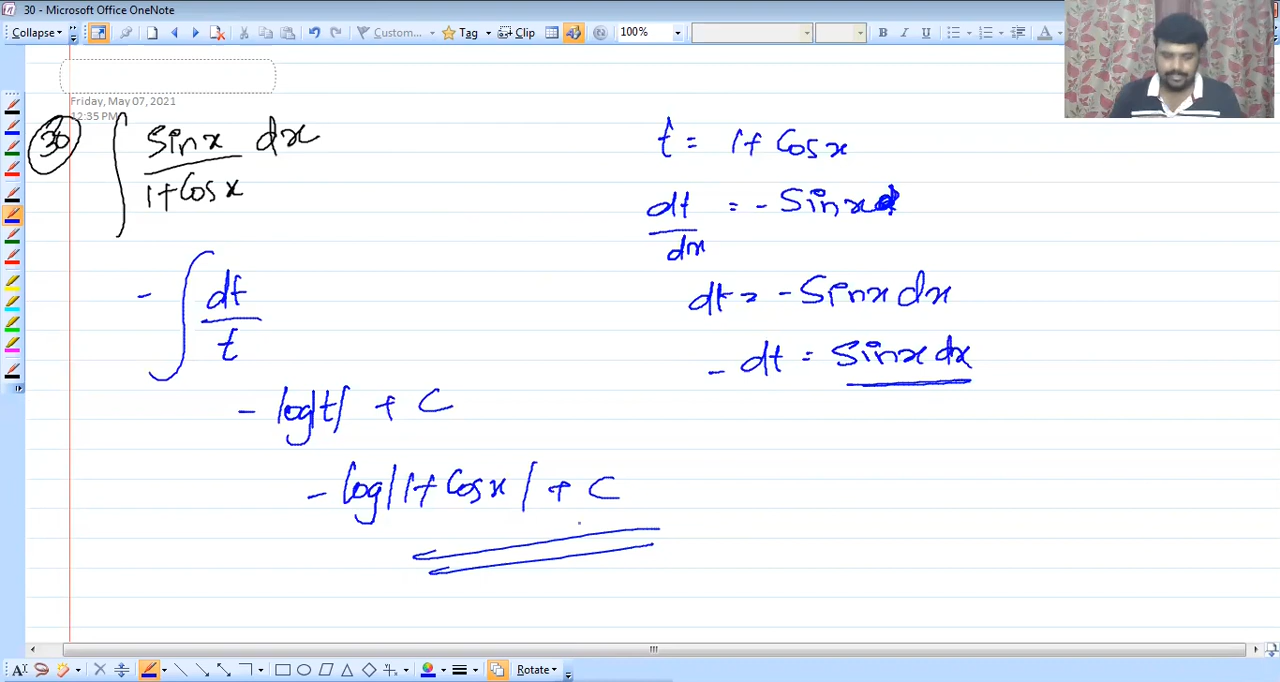 30 - Microsoft Office OneNote
Collapse Custom... Tag Clip 100% B I U A
Friday, May 07, 2021
12:35 PM
30 ∫ sinx/(1+Cosx) dx
t = 1+ Cosx
dt/dx = - Sinx
dt = - Sinx dx
- dt = Sinx dx
- ∫ dt/t
- log|t| + C
- log|1+ Cosx| + C
Rotate